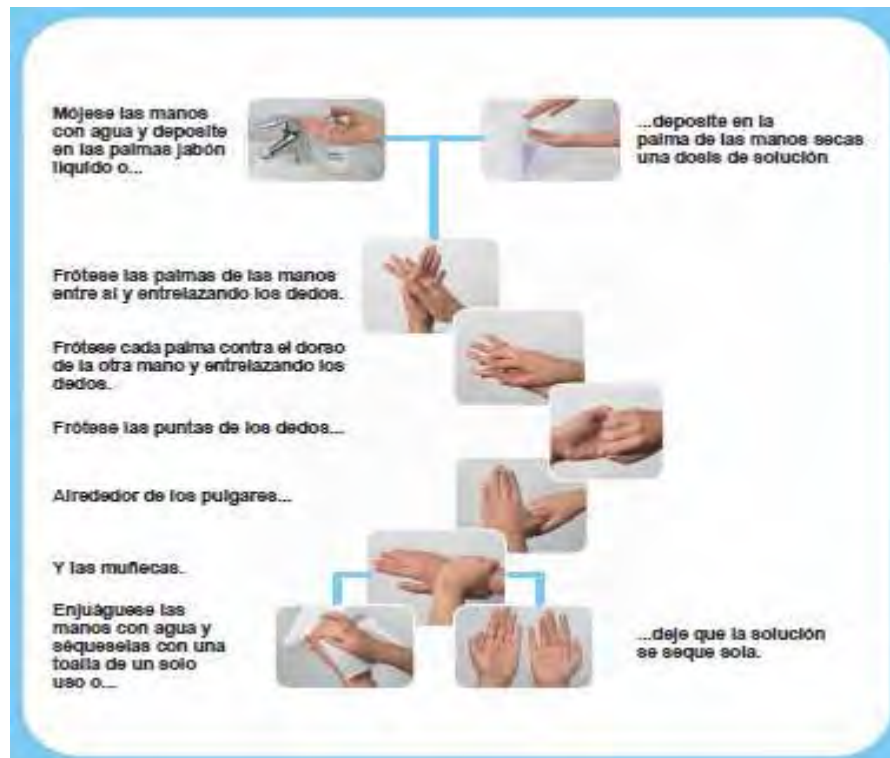 Mójese las manos
con agua y deposite
en las palmas jabón
líquido o...
...deposite en la
palma de las manos secas
una dosis de solución
Frótese las palmas de las manos
entre sí y entrelazando los dedos.
Frótese cada palma contra el dorso
de la otra mano y entrelazando los
dedos.
Frótese las puntas de los dedos...
Alrededor de los pulgares...
Y las muñecas.
Enjuáguese las
manos con agua y
séqueselas con una
toalla de un solo
uso o...
...deje que la solución
se seque sola.